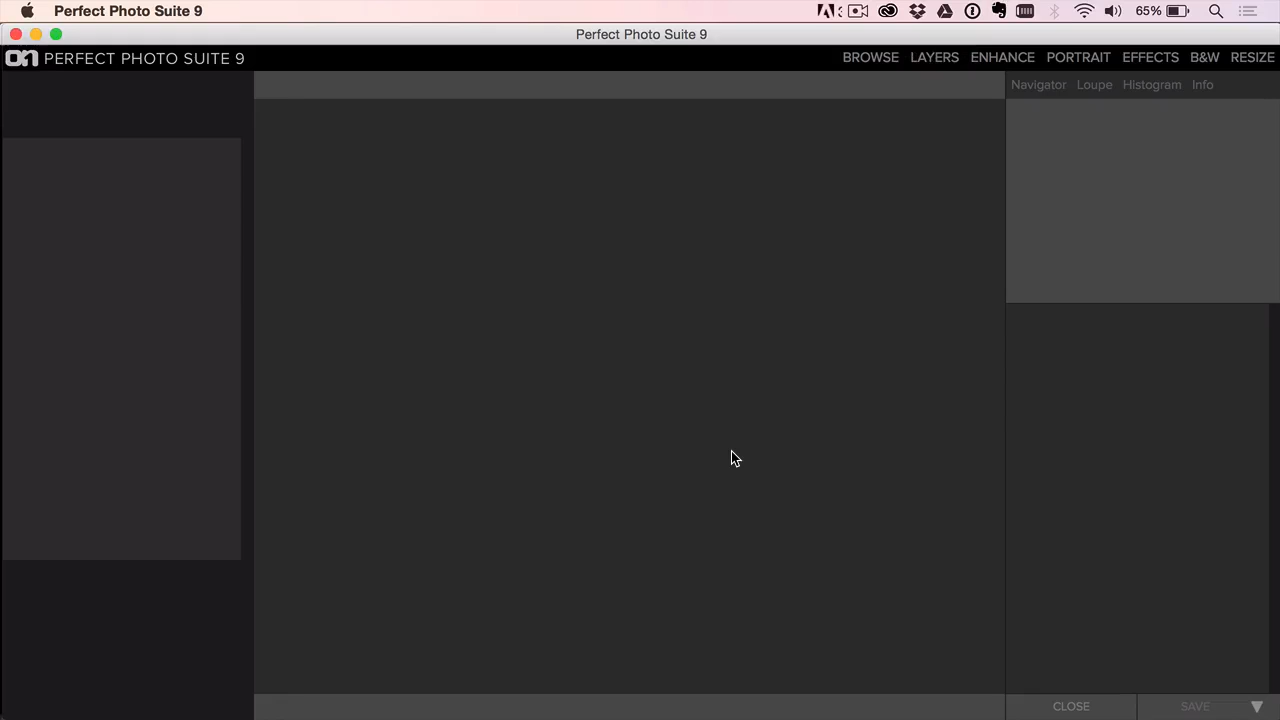 Perfect Photo Suite 9
65%
Perfect Photo Suite 9
on PERFECT PHOTO SUITE 9
BROWSE LAYERS ENHANCE PORTRAIT EFFECTS B&W RESIZE
Navigator Loupe Histogram Info
CLOSE SAVE